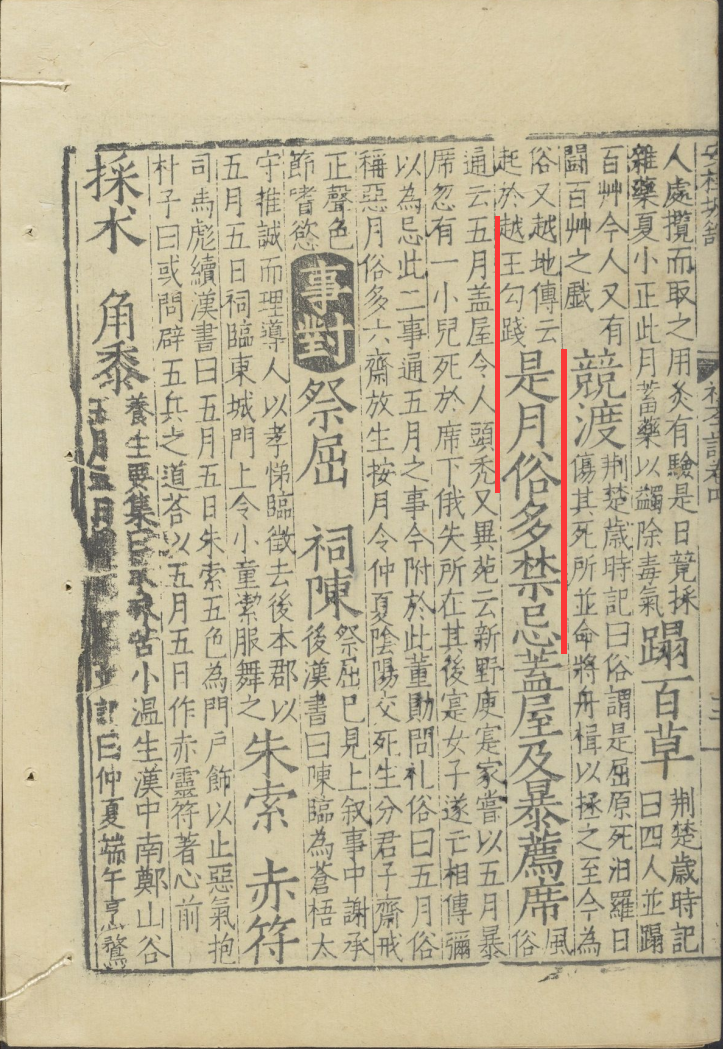 人處攬而取之用灸有驗是日競採
雜藥夏小正此月蓄藥以蠲除毒氣
蹋百草
荊楚歲時記
曰四人並蹋
百艸今人又有
鬪百艸之戲
競渡
荊楚歲時記曰俗謂是屈原死汨羅日
傷其死所並命將舟楫以拯之至今為
俗又越地傳云
起於越王勾踐
是月俗多禁忌蓋屋及暴薦席
風
俗
通云五月盖屋令人頭禿又異苑云新野庾寔家嘗以五月暴
席忽有一小兒死於席下俄失所在其後寔女子遂亡相傳彌
以為忌此二事通五月之事今附於此董勛問礼俗曰五月俗
稱惡月俗多六齋放生按月令仲夏陰陽交死生分君子齋戒
正聲色
節嗜慾
事對
祭屈 祠陳
祭屈已見上叙事中謝承
後漢書曰陳臨為蒼梧太
守推誠而理導人以孝悌臨徵去後本郡以
五月五日祠臨東城門上令小童潔服舞之
朱索 赤符
司馬彪續漢書曰五月五日朱索五色為門戶飾以止惡氣抱
朴子曰或問辟五兵之道荅以五月五日作赤靈符著心前
採朮 角黍
養生要集曰朮味苦小温生漢中南鄭山谷
五月五日 記曰仲夏端午烹鶩